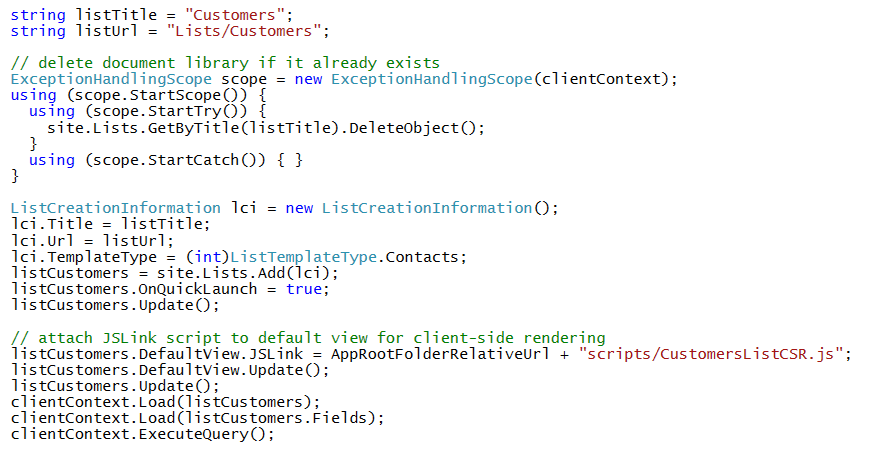 string listTitle = "Customers";
string listUrl = "Lists/Customers";

// delete document library if it already exists
ExceptionHandlingScope scope = new ExceptionHandlingScope(clientContext);
using (scope.StartScope()) {
  using (scope.StartTry()) {
    site.Lists.GetByTitle(listTitle).DeleteObject();
  }
  using (scope.StartCatch()) { }
}

ListCreationInformation lci = new ListCreationInformation();
lci.Title = listTitle;
lci.Url = listUrl;
lci.TemplateType = (int)ListTemplateType.Contacts;
listCustomers = site.Lists.Add(lci);
listCustomers.OnQuickLaunch = true;
listCustomers.Update();

// attach JSLink script to default view for client-side rendering
listCustomers.DefaultView.JSLink = AppRootFolderRelativeUrl + "scripts/CustomersListCSR.js";
listCustomers.DefaultView.Update();
listCustomers.Update();
clientContext.Load(listCustomers);
clientContext.Load(listCustomers.Fields);
clientContext.ExecuteQuery();